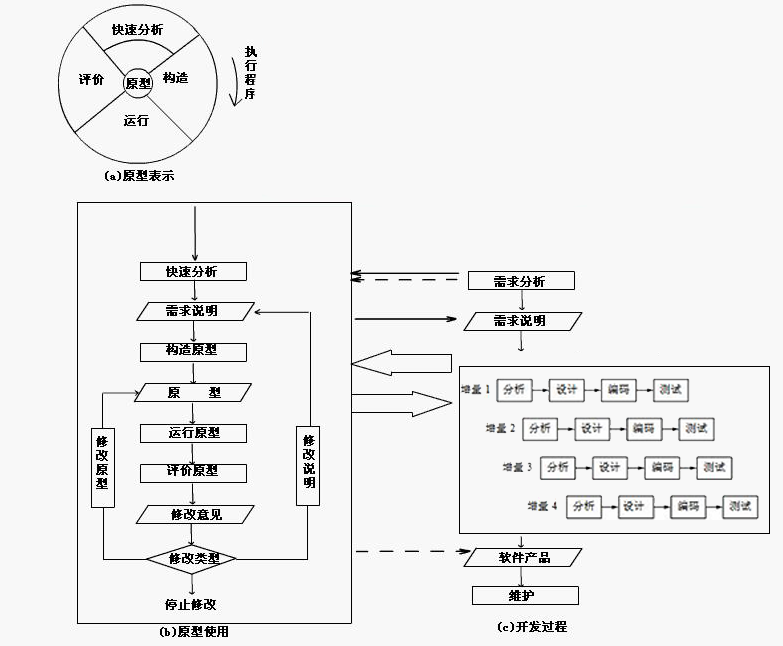 快速分析
评价
原型
构造
运行
执行程序
(a)原型表示
快速分析
需求说明
构造原型
原 型
运行原型
评价原型
修改意见
修改类型
停止修改
修改原型
修改说明
(b)原型使用
需求分析
需求说明
增量 1 分析 设计 编码 测试
增量 2 分析 设计 编码 测试
增量 3 分析 设计 编码 测试
增量 4 分析 设计 编码 测试
软件产品
维护
(c)开发过程